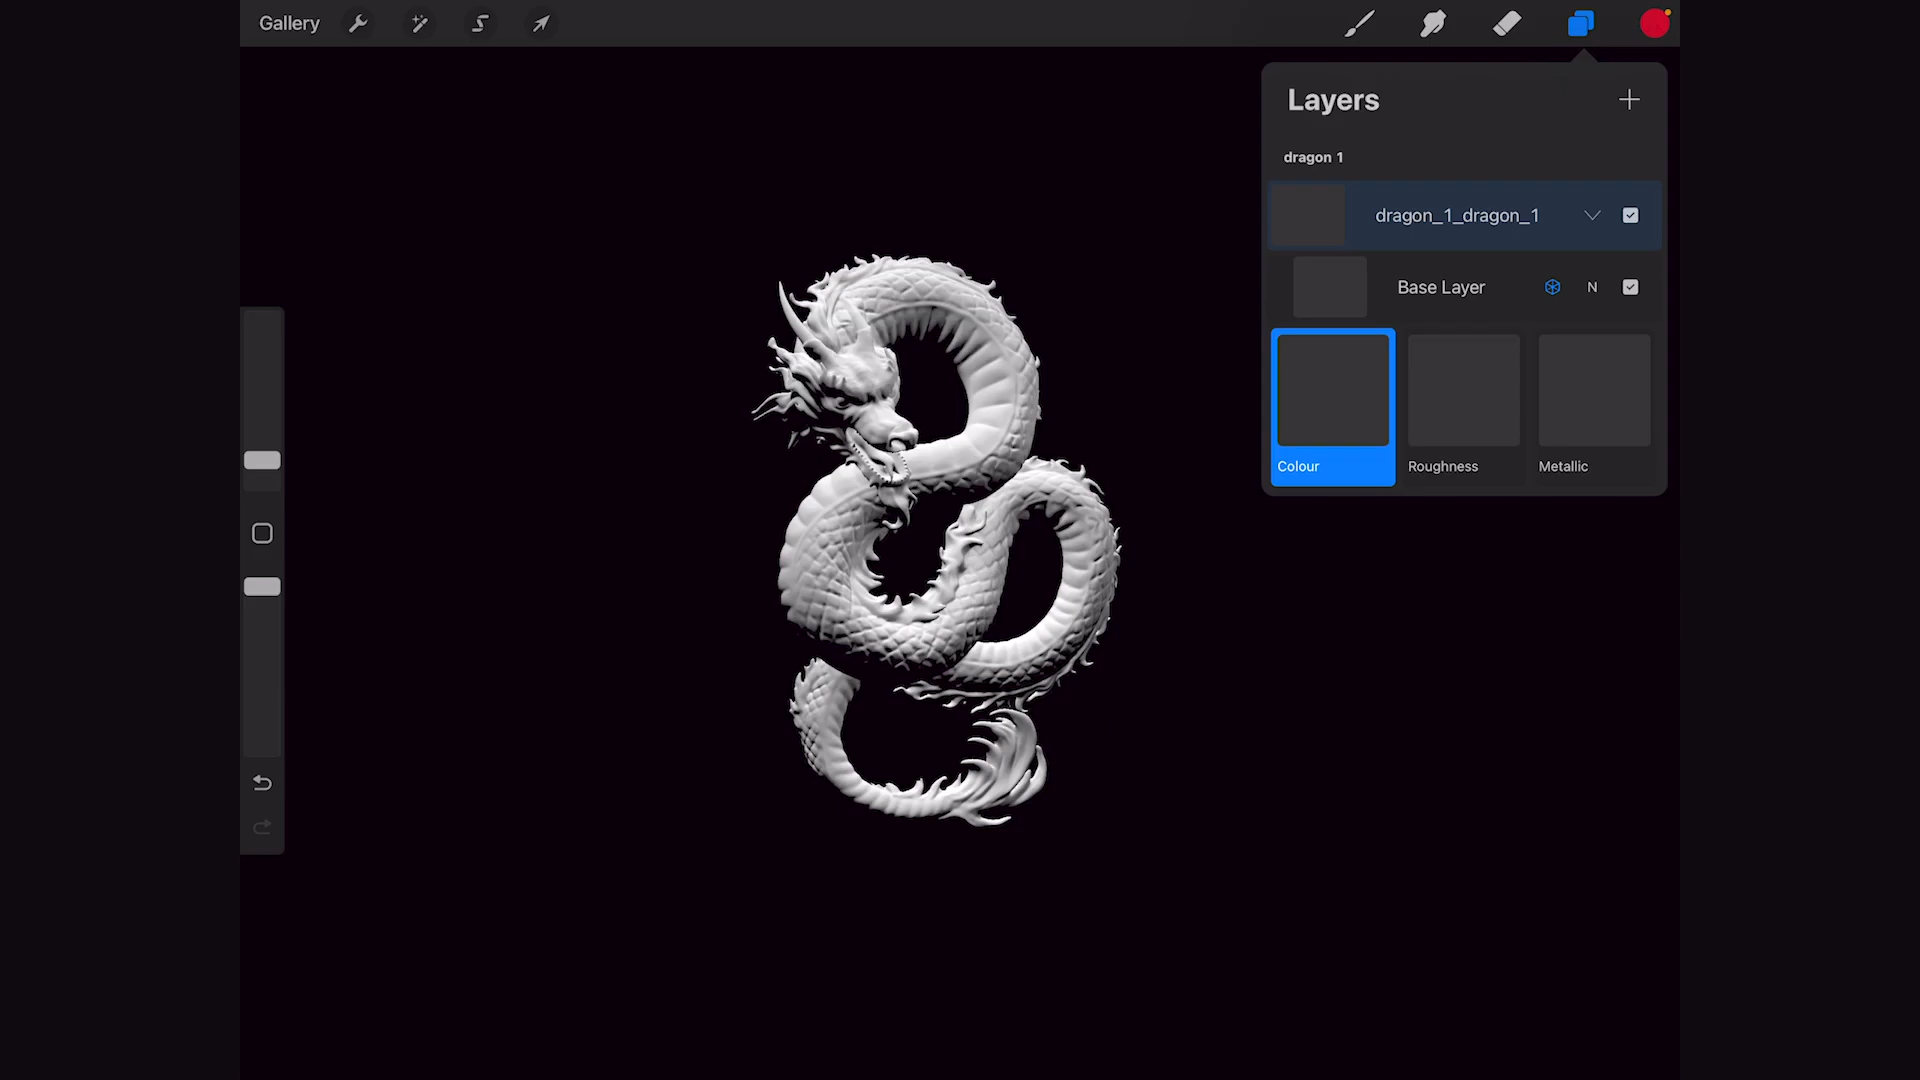 Gallery
Layers
dragon 1
dragon_1_dragon_1
Base Layer
N
Colour
Roughness
Metallic